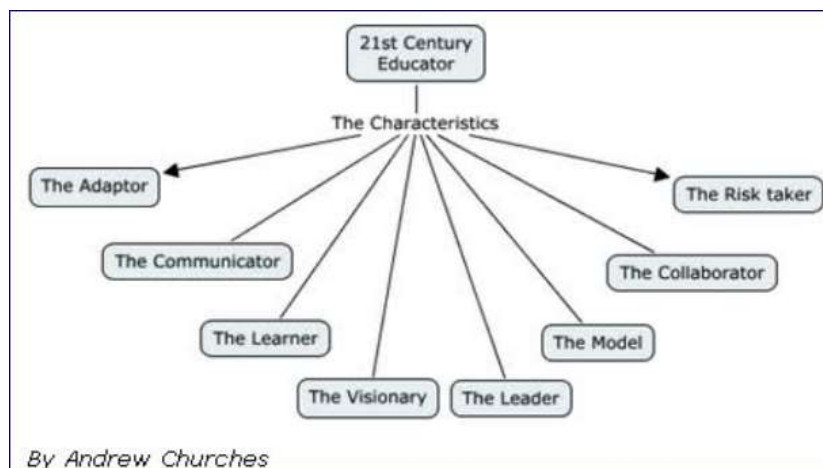 21st Century
Educator
The Characteristics
The Adaptor
The Risk taker
The Communicator
The Collaborator
The Learner
The Model
The Visionary
The Leader
By Andrew Churches